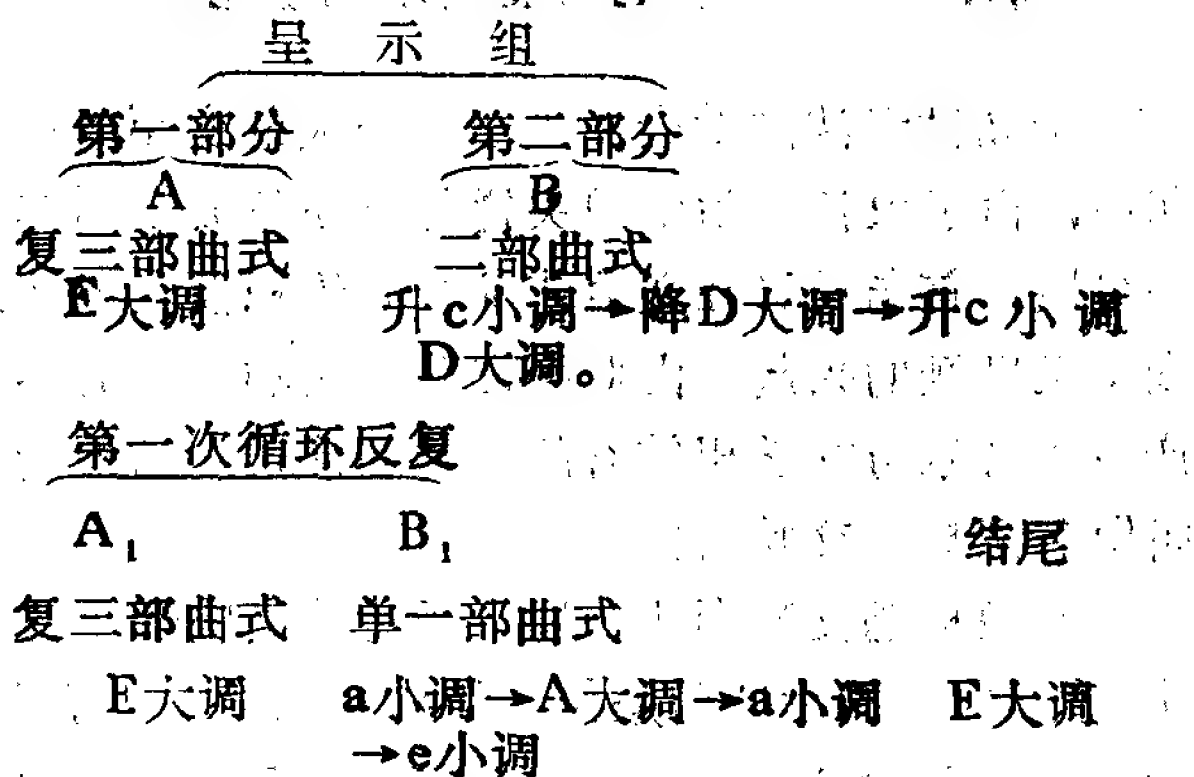 呈示组
第一部分 第二部分
A B
复三部曲式 二部曲式
E大调 升c小调→降D大调→升c小调
D大调。
第一次循环反复
A₁ B₁ 结尾
复三部曲式 单一部曲式
E大调 a小调→A大调→a小调 E大调
→e小调